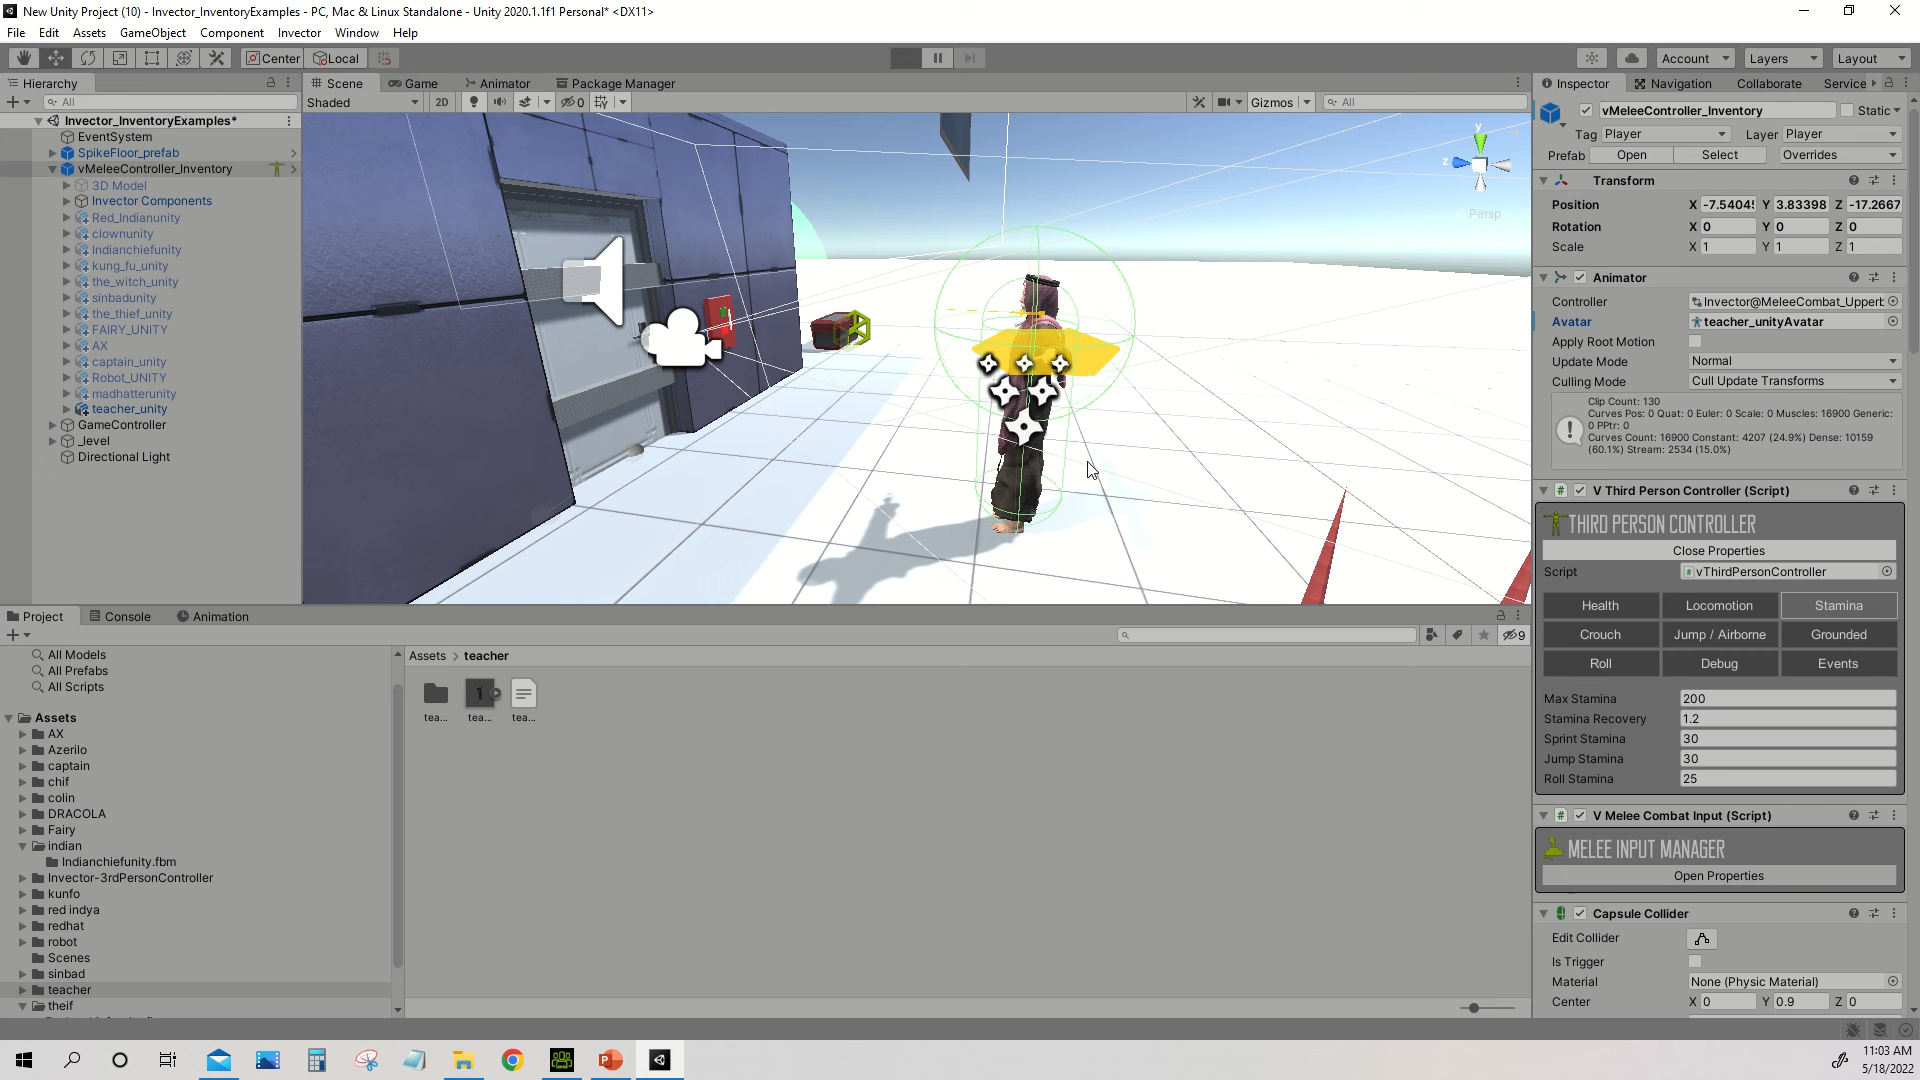 New Unity Project (10) - Invector_InventoryExamples - PC, Mac & Linux Standalone - Unity 2020.1.1f1 Personal* <DX11>
File Edit Assets GameObject Component Invector Window Help
Center Local Account Layers Layout
Hierarchy
All
Invector_InventoryExamples*
EventSystem
SpikeFloor_prefab
vMeleeController_Inventory
3D Model
Invector Components
Red_Indianunity
clownunity
Indianchiefunity
kung_fu_unity
the_witch_unity
sinbadunity
the_thief_unity
FAIRY_UNITY
AX
captain_unity
Robot_UNITY
madhatterunity
teacher_unity
GameController
_level
Directional Light
Scene Game Animator Package Manager
Shaded 2D 0 Gizmos All
y
z
Persp
Project Console Animation
9
All Models
All Prefabs
All Scripts
Assets
AX
Azerilo
captain
chif
colin
DRACOLA
Fairy
indian
Indianchiefunity.fbm
Invector-3rdPersonController
kunfo
red indya
redhat
robot
Scenes
sinbad
teacher
theif
Assets > teacher
tea... tea... tea...
Inspector Navigation Collaborate Service
vMeleeController_Inventory Static
Tag Player Layer Player
Prefab Open Select Overrides
Transform
Position X -7.5404 Y 3.83398 Z -17.2667
Rotation X 0 Y 0 Z 0
Scale X 1 Y 1 Z 1
Animator
Controller Invector@MeleeCombat_Upperb
Avatar teacher_unityAvatar
Apply Root Motion
Update Mode Normal
Culling Mode Cull Update Transforms
Clip Count: 130
Curves Pos: 0 Quat: 0 Euler: 0 Scale: 0 Muscles: 16900 Generic:
0 PPtr: 0
Curves Count: 16900 Constant: 4207 (24.9%) Dense: 10159
(60.1%) Stream: 2534 (15.0%)
V Third Person Controller (Script)
THIRD PERSON CONTROLLER
Close Properties
Script vThirdPersonController
Health Locomotion Stamina
Crouch Jump / Airborne Grounded
Roll Debug Events
Max Stamina 200
Stamina Recovery 1.2
Sprint Stamina 30
Jump Stamina 30
Roll Stamina 25
V Melee Combat Input (Script)
MELEE INPUT MANAGER
Open Properties
Capsule Collider
Edit Collider
Is Trigger
Material None (Physic Material)
Center X 0 Y 0.9 Z 0
11:03 AM
5/18/2022